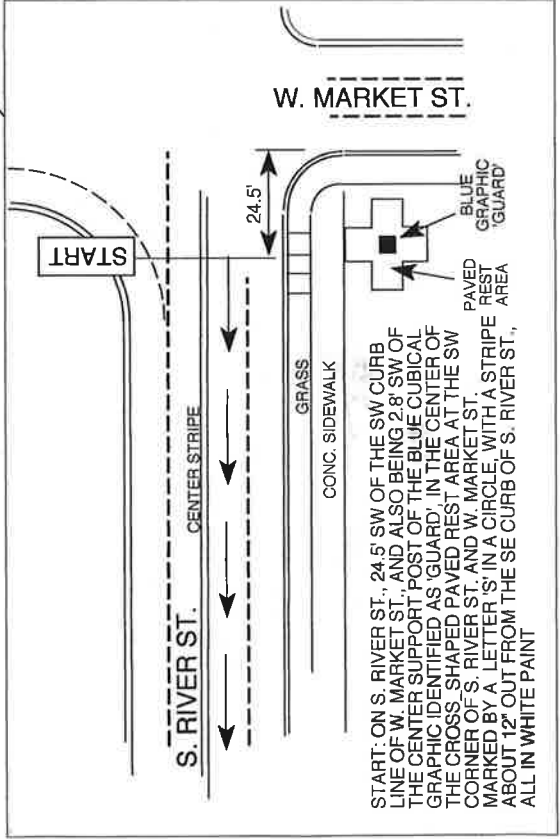 W. MARKET ST.
24.5'
START
BLUE
GRAPHIC
'GUARD'
PAVED
REST
AREA
GRASS
CONC. SIDEWALK
CENTER STRIPE
S. RIVER ST.
START: ON S. RIVER ST., 24.5' SW OF THE SW CURB
LINE OF W. MARKET ST., AND ALSO BEING 2.8' SW OF
THE CENTER SUPPORT POST OF THE BLUE CUBICAL
GRAPHIC IDENTIFIED AS 'GUARD', IN THE CENTER OF
THE CROSS_SHAPED PAVED REST AREA AT THE SW
CORNER OF S. RIVER ST. AND W. MARKET ST.
MARKED BY A LETTER 'S' IN A CIRCLE, WITH A STRIPE
ABOUT 12" OUT FROM THE SE CURB OF S. RIVER ST.,
ALL IN WHITE PAINT